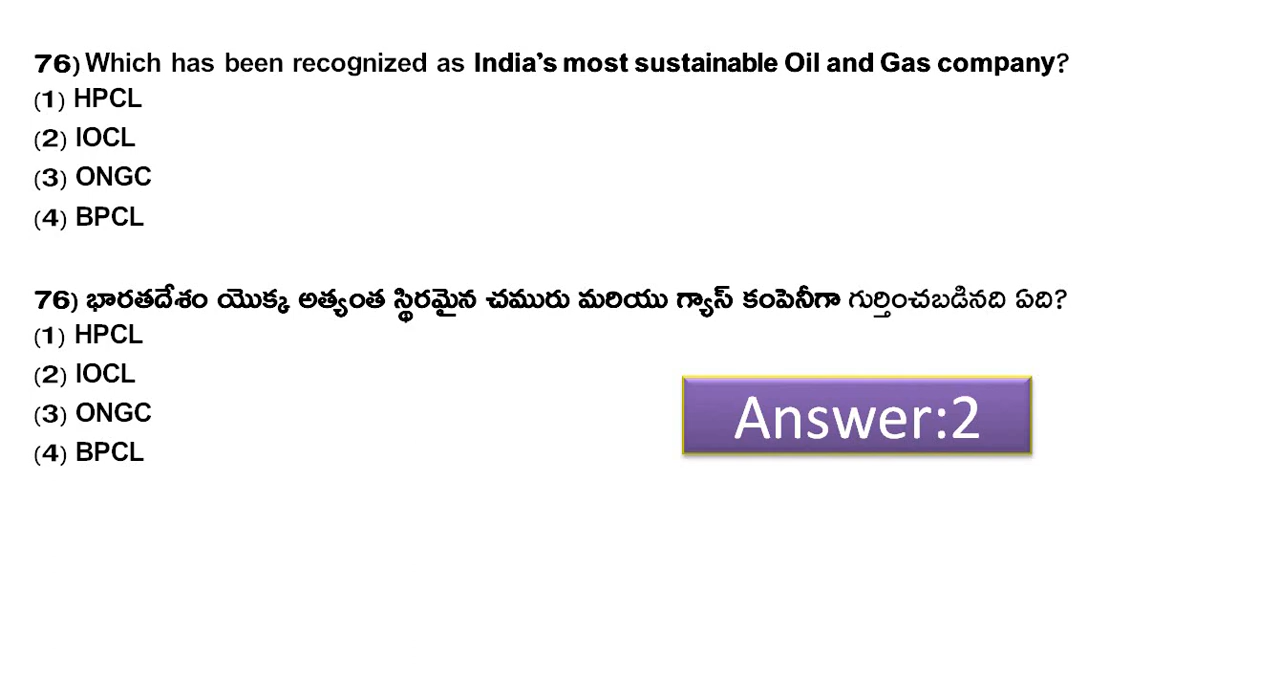 76) Which has been recognized as India's most sustainable Oil and Gas company?
(1) HPCL
(2) IOCL
(3) ONGC
(4) BPCL
76) భారతదేశం యొక్క అత్యంత స్థిరమైన చమురు మరియు గ్యాస్ కంపెనీగా గుర్తించబడినది ఏది?
(1) HPCL
(2) IOCL
(3) ONGC
(4) BPCL
Answer:2